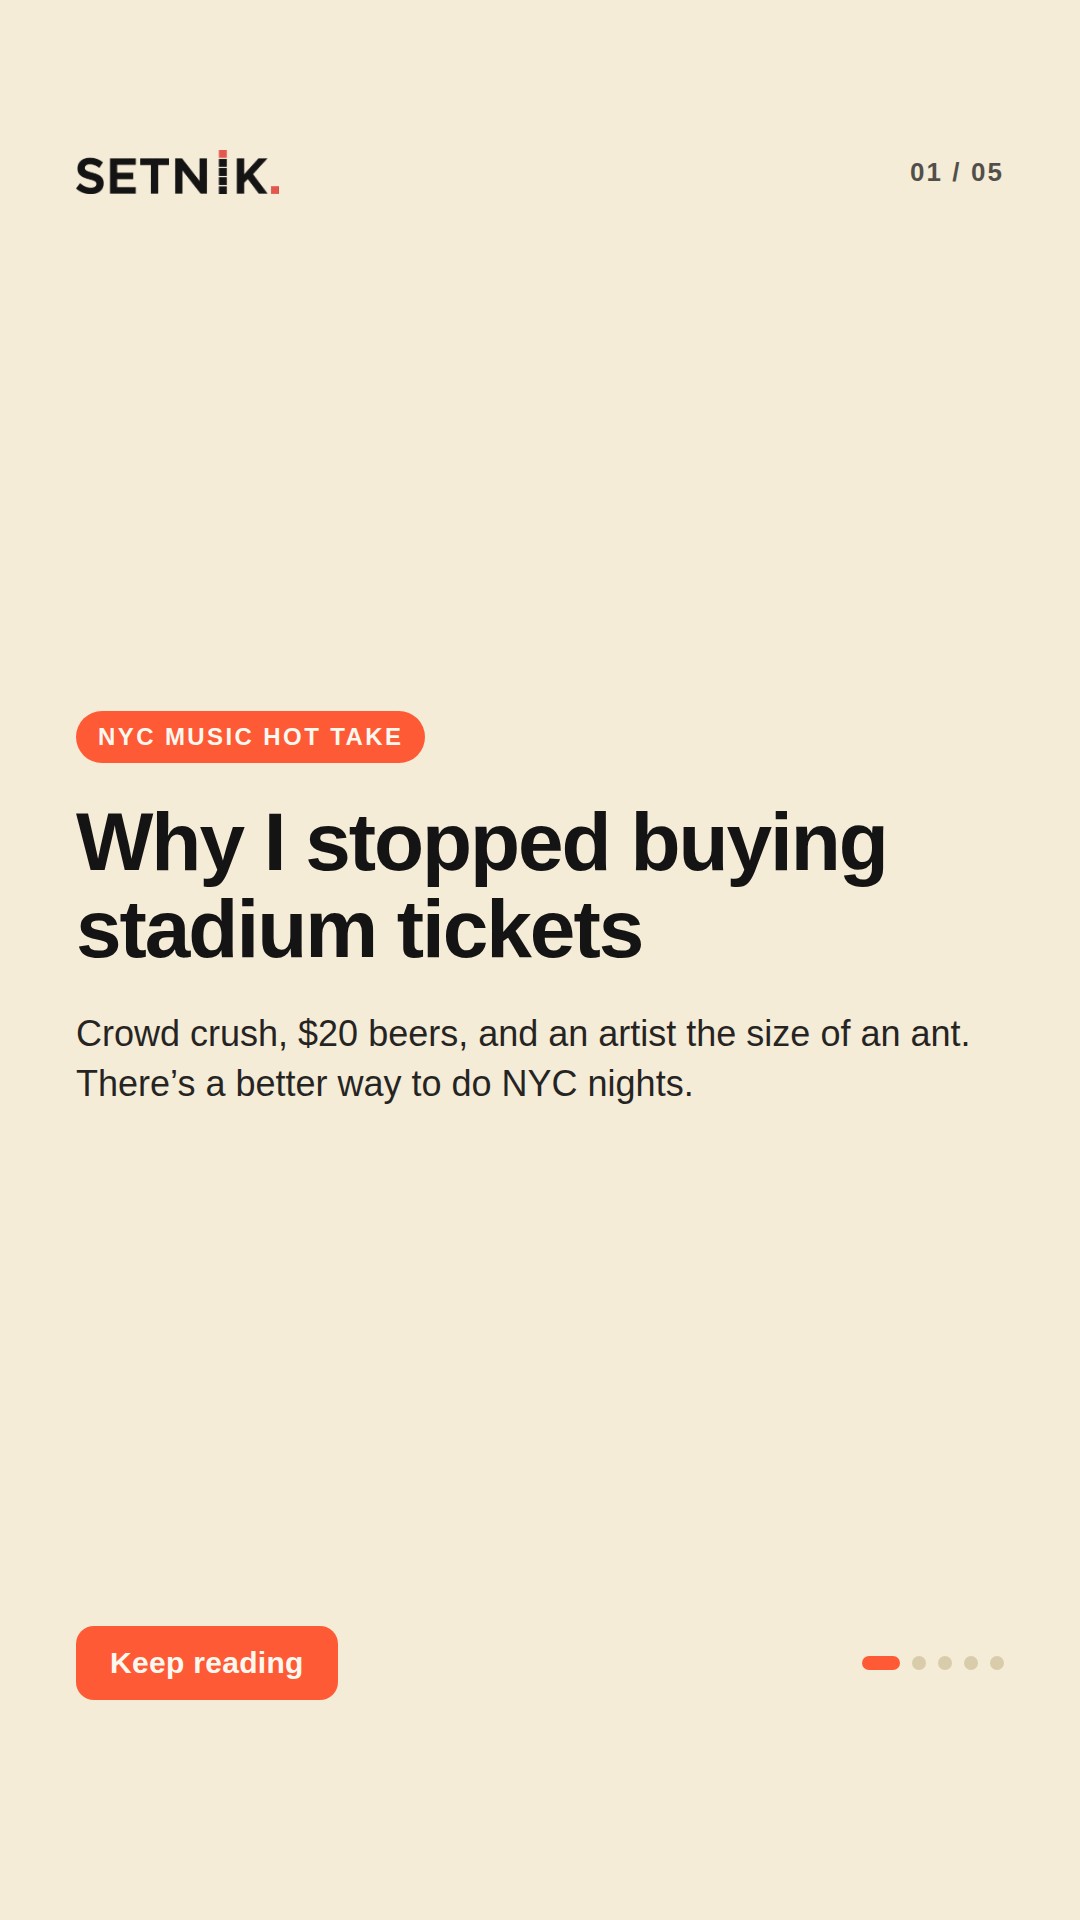 SETNIK.
01 / 05
NYC MUSIC HOT TAKE
Why I stopped buying
stadium tickets
Crowd crush, $20 beers, and an artist the size of an ant.
There’s a better way to do NYC nights.
Keep reading